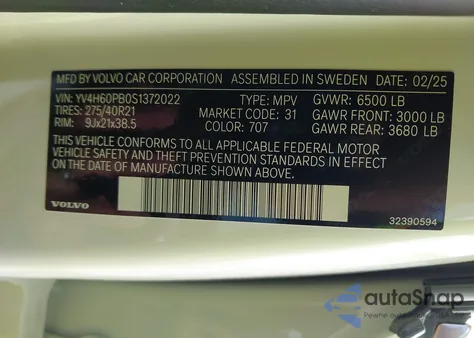 MFD BY VOLVO CAR CORPORATION ASSEMBLED IN SWEDEN DATE: 02/25
VIN: YV4H60PB0S1372022 TYPE: MPV GVWR: 6500 LB
TIRES: 275/40R21 MARKET CODE: 31 GAWR FRONT: 3000 LB
RIM: 9Jx21x38.5 COLOR: 707 GAWR REAR: 3680 LB
THIS VEHICLE CONFORMS TO ALL APPLICABLE FEDERAL MOTOR
VEHICLE SAFETY, AND THEFT PREVENTION STANDARDS IN EFFECT
ON THE DATE OF MANUFACTURE SHOWN ABOVE.
VOLVO 32390594
autoSnap